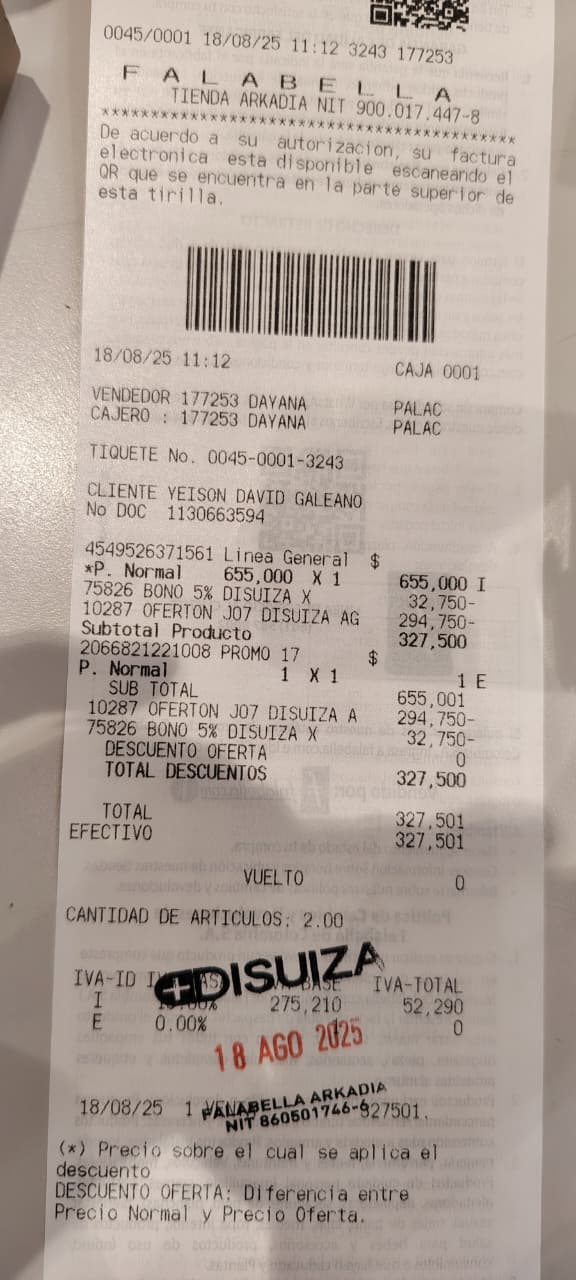 0045/0001 18/08/25 11:12 3243 177253
F A L A B E L L A
TIENDA ARKADIA NIT 900.017.447-8
****************************************
De acuerdo a su autorizacion, su factura
electronica esta disponible escaneando el
QR que se encuentra en la parte superior de
esta tirilla.
18/08/25 11:12 CAJA 0001
VENDEDOR 177253 DAYANA PALAC
CAJERO : 177253 DAYANA PALAC
TIQUETE No. 0045-0001-3243
CLIENTE YEISON DAVID GALEANO
No DOC 1130663594
4549526371561 Linea General $
*P. Normal 655,000 X 1 655,000 I
75826 BONO 5% DISUIZA X 32,750-
10287 OFERTON J07 DISUIZA AG 294,750-
Subtotal Producto 327,500
2066821221008 PROMO 17 $
P. Normal 1 X 1 1 E
SUB TOTAL 655,001
10287 OFERTON J07 DISUIZA A 294,750-
75826 BONO 5% DISUIZA X 32,750-
DESCUENTO OFERTA 0
TOTAL DESCUENTOS 327,500
TOTAL 327,501
EFECTIVO 327,501
VUELTO 0
CANTIDAD DE ARTICULOS: 2.00
DISUIZA
IVA-ID BASE IVA-TOTAL
I 275,210 52,290
E 0.00% 0
18 AGO 2025
FALABELLA ARKADIA
18/08/25 1 327501.
NIT 860501746-6
(*) Precio sobre el cual se aplica el
descuento
DESCUENTO OFERTA: Diferencia entre
Precio Normal y Precio Oferta.